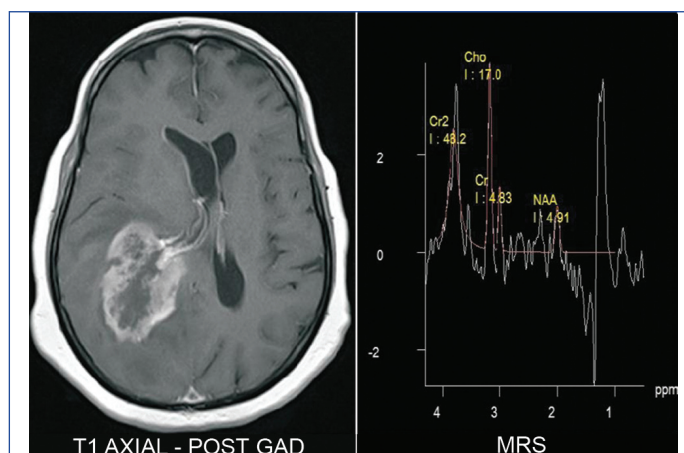 Cho
I : 17.0
Cr2
I : 48.2
Cr
I : 4.83
NAA
I : 4.91
2
0
-2
ppm
4 3 2 1
T1 AXIAL - POST GAD
MRS